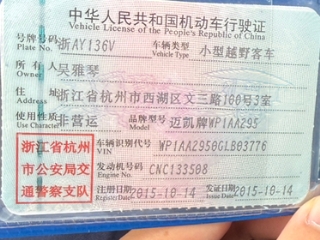 中华人民共和国机动车行驶证
Vehicle License of the People's Republic of China
号牌号码 浙AY136V 车辆类型 小型越野客车
Plate No. Vehicle Type
所有人 吴雅琴
Owner
住址 浙江省杭州市西湖区文三路100号3室
Address
使用性质 非营运 品牌型号 迈凯牌WP1AA295
Use Character Model
浙江省杭州
市公安局交
通警察支队
车辆识别代号 WP1AA2950GLB03776
VIN
发动机号码 CNC133508
Engine No.
注册日期 2015-10-14 发证日期 2015-10-14
Register Date Issue Date